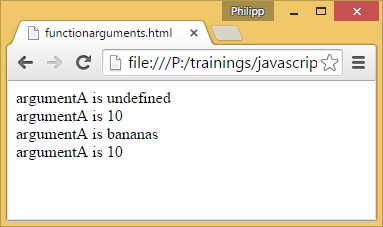 Philipp
functionarguments.html
file:///P:/trainings/javascrip
argumentA is undefined
argumentA is 10
argumentA is bananas
argumentA is 10